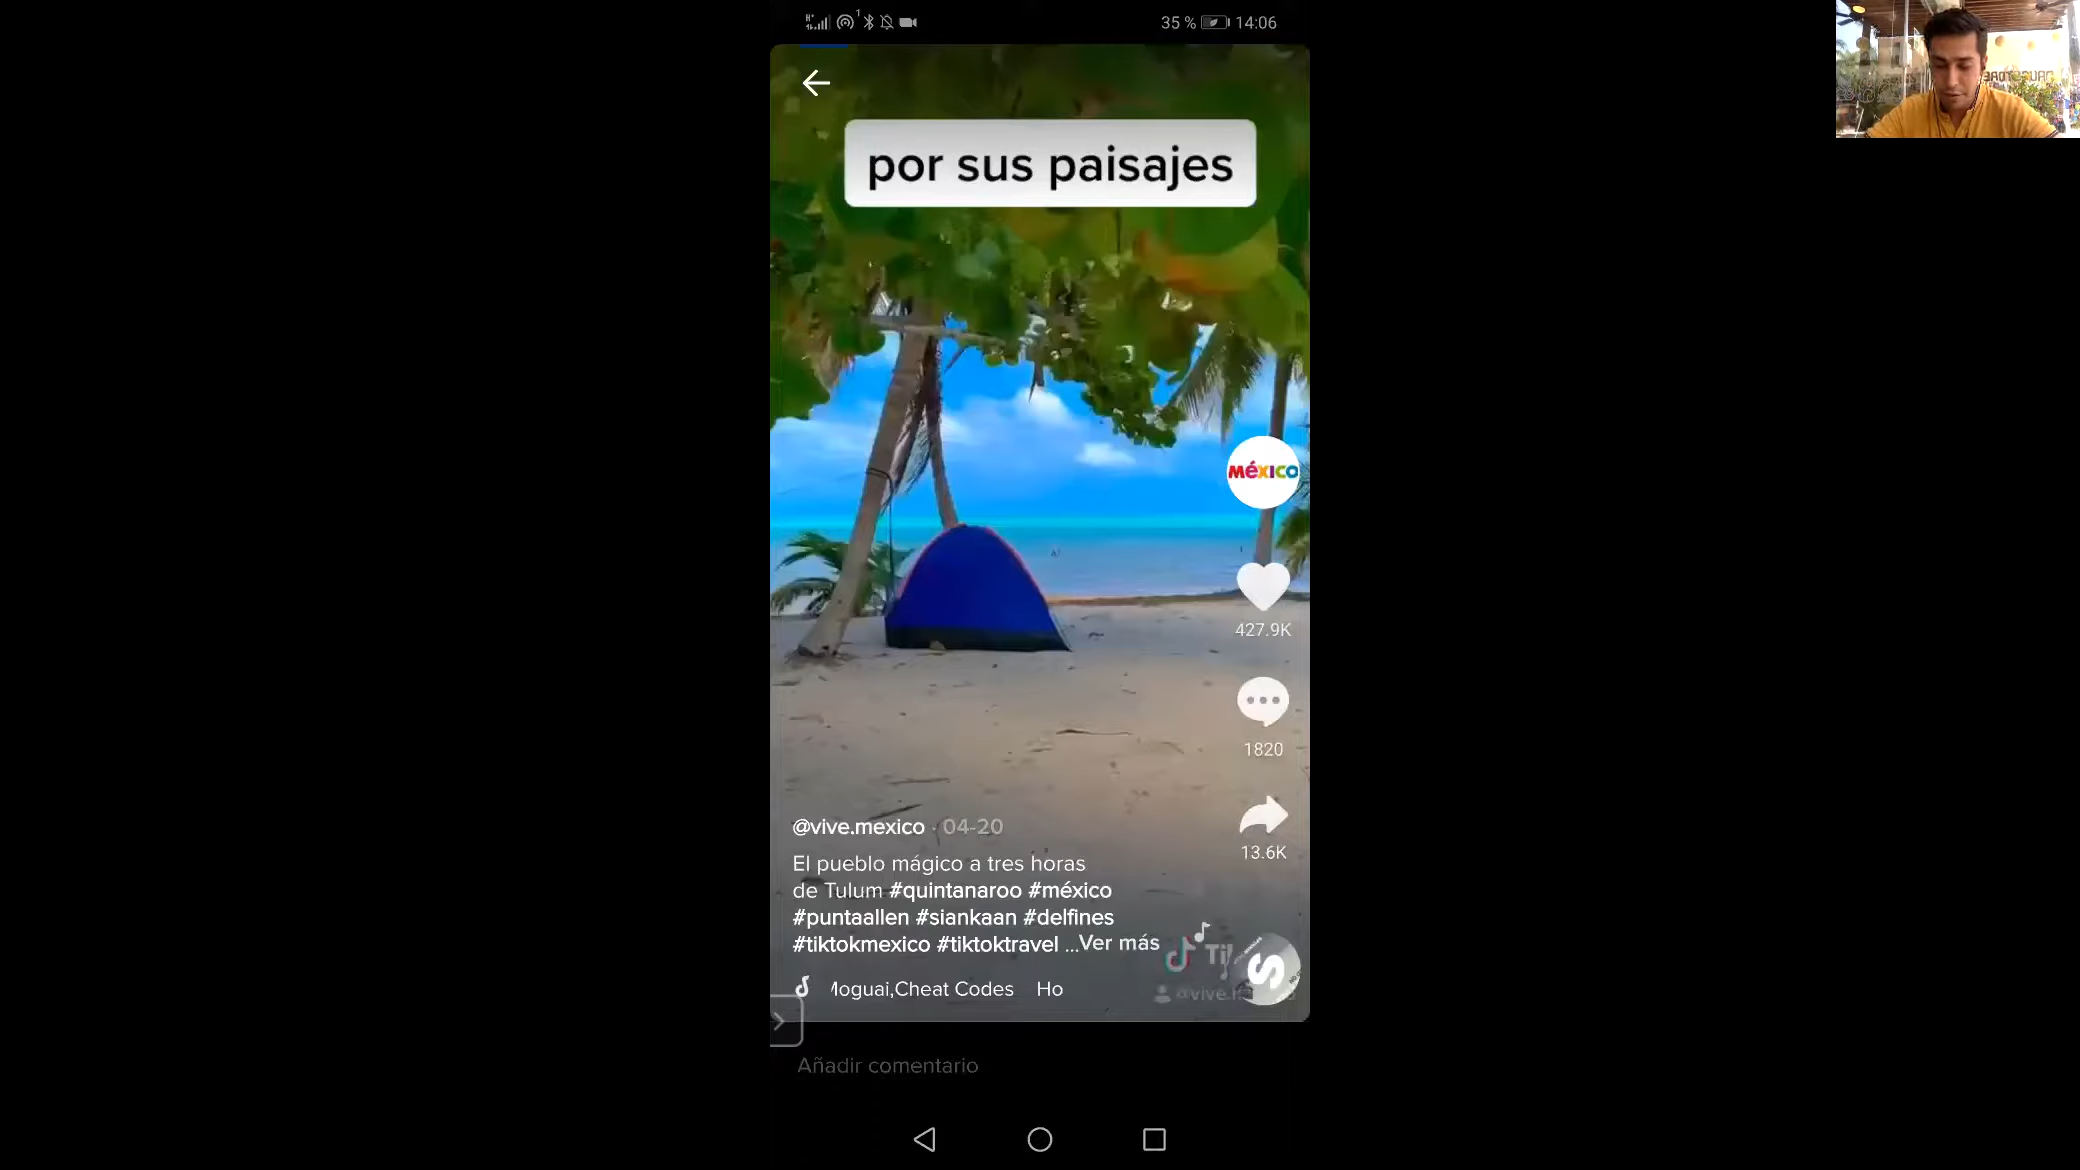 35 % 14:06
por sus paisajes
MéXICO
427.9K
1820
13.6K
@vive.mexico · 04-20
El pueblo mágico a tres horas
de Tulum #quintanaroo #méxico
#puntaallen #siankaan #delfines
#tiktokmexico #tiktoktravel ...Ver más
Moguai,Cheat Codes Ho
Añadir comentario